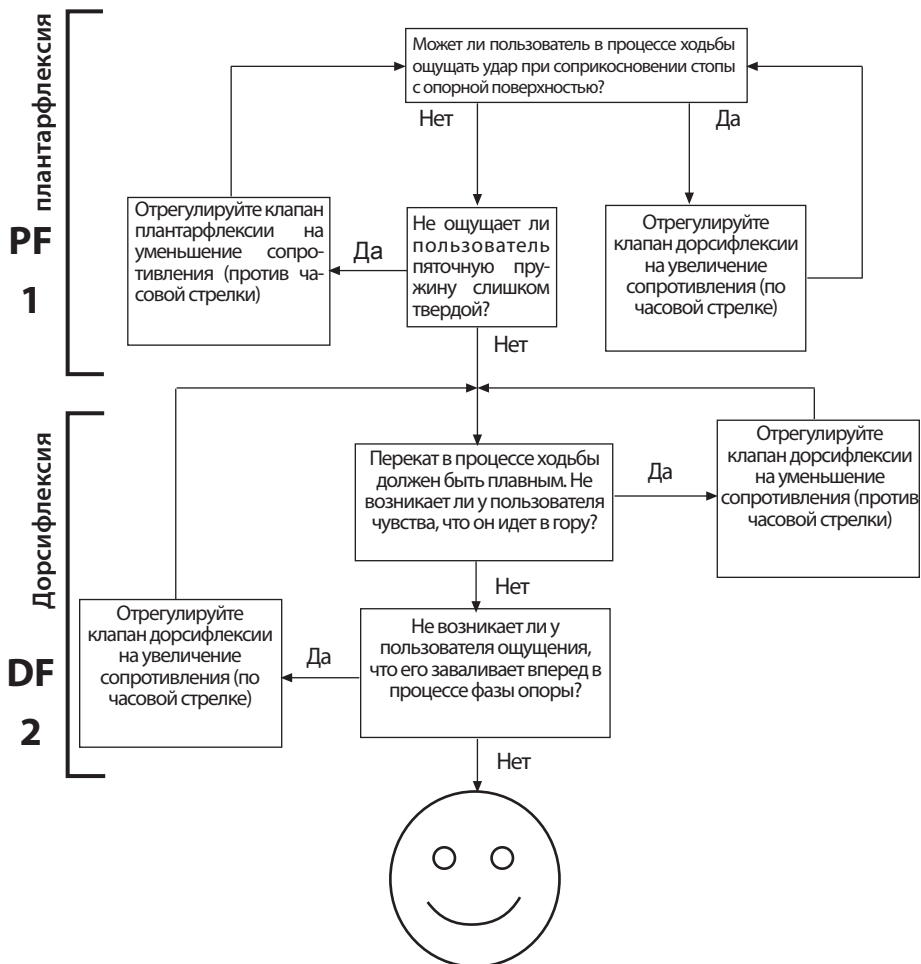 плантарфлексия
PF
1
Может ли пользователь в процессе ходьбы
ощущать удар при соприкосновении стопы
с опорной поверхностью?
Нет
Да
Отрегулируйте клапан
плантарфлексии на
уменьшение сопро-
тивления (против ча-
совой стрелки)
Да
Не ощущает ли
пользователь
пяточную пру-
жину слишком
твердой?
Отрегулируйте
клапан дорсифлексии
на увеличение
сопротивления (по
часовой стрелке)
Нет
Дорсифлексия
DF
2
Перекат в процессе ходьбы
должен быть плавным. Не
возникает ли у пользователя
чувства, что он идет в гору?
Да
Отрегулируйте
клапан дорсифлексии
на уменьшение
сопротивления (против
часовой стрелки)
Нет
Отрегулируйте
клапан дорсифлексии
на увеличение
сопротивления (по
часовой стрелке)
Да
Не возникает ли у
пользователя ощущения,
что его заваливает вперед в
процессе фазы опоры?
Нет